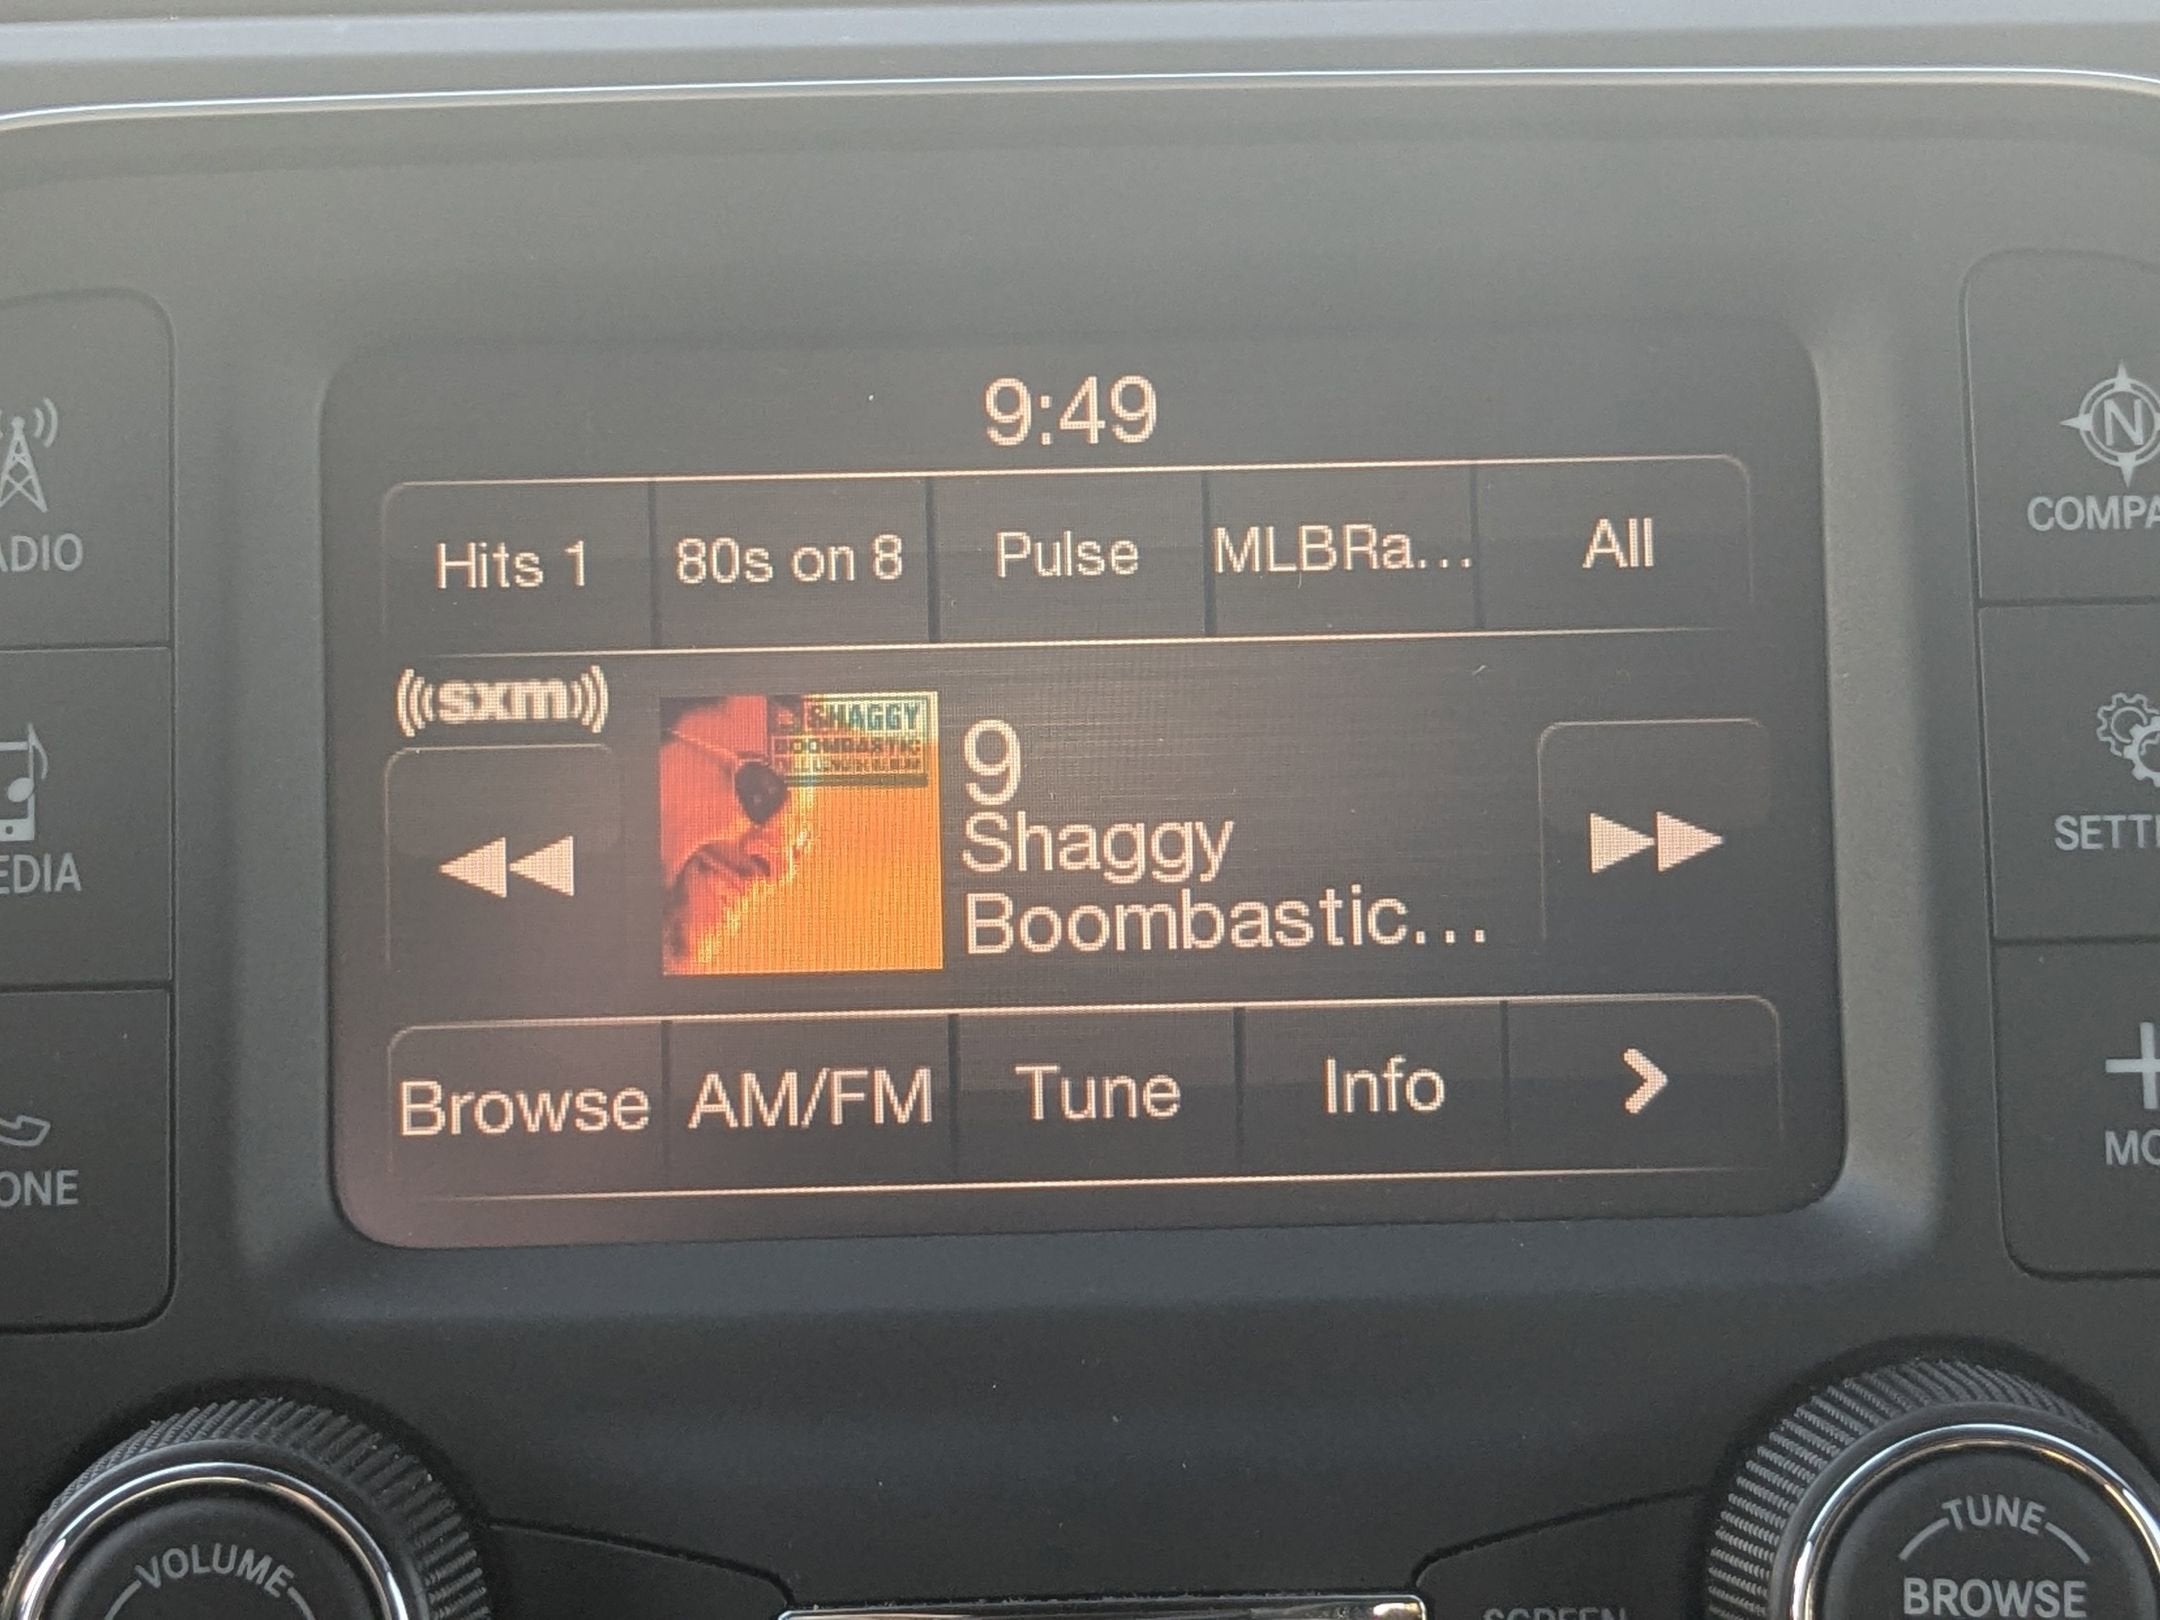 9:49
Hits 1
80s on 8
Pulse
MLBRa...
All
(((sxm)))
SHAGGY
BOOMBASTIC
9
Shaggy
Boombastic...
Browse
AM/FM
Tune
Info
ADIO
EDIA
ONE
N
COMPA
SETTI
MO
VOLUME
TUNE
BROWSE
SCREEN